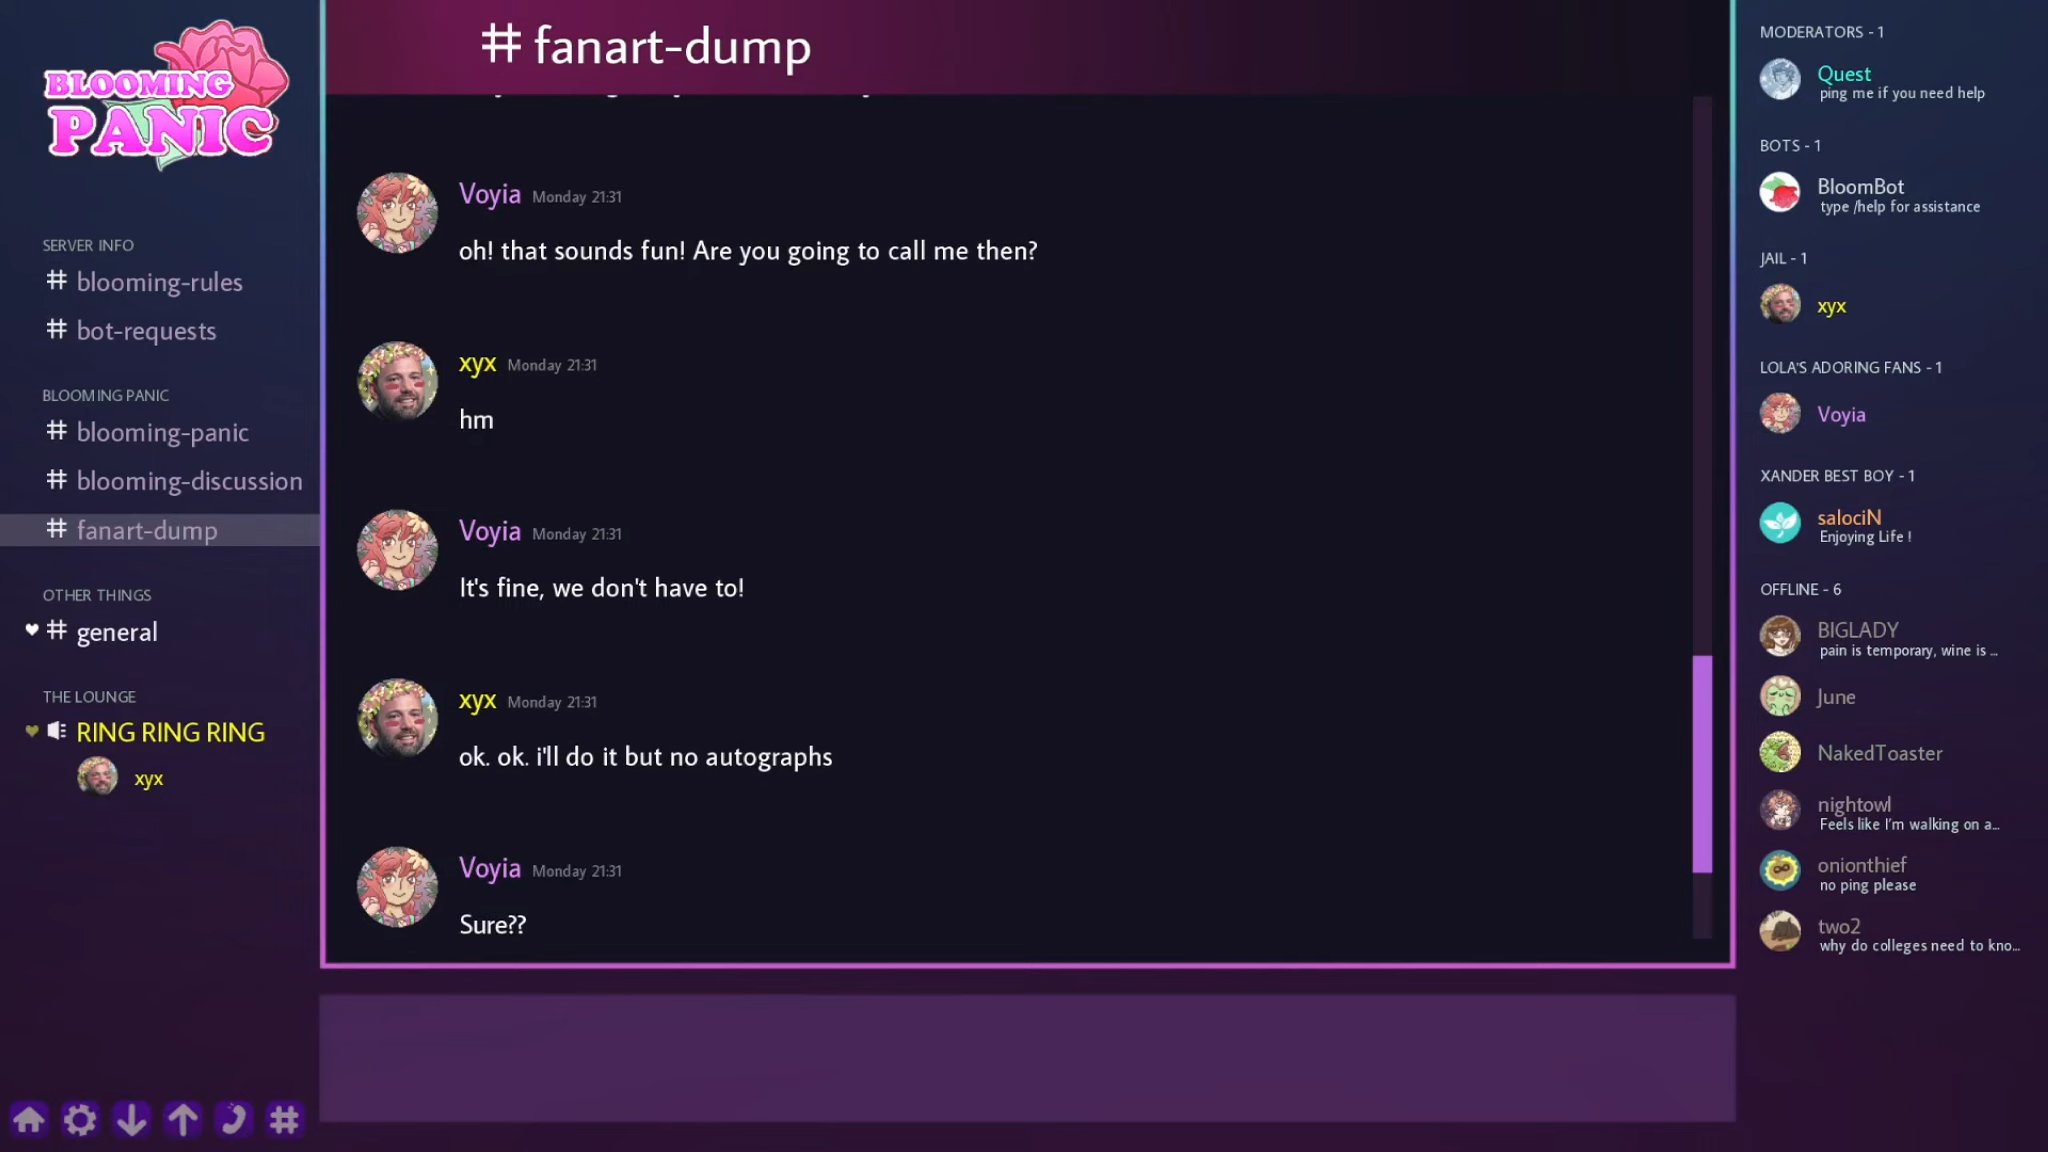 BLOOMING
PANIC
SERVER INFO
# blooming-rules
# bot-requests
BLOOMING PANIC
# blooming-panic
# blooming-discussion
# fanart-dump
OTHER THINGS
# general
THE LOUNGE
RING RING RING
xyx
# fanart-dump
Voyia Monday 21:31
oh! that sounds fun! Are you going to call me then?
xyx Monday 21:31
hm
Voyia Monday 21:31
It's fine, we don't have to!
xyx Monday 21:31
ok. ok. i'll do it but no autographs
Voyia Monday 21:31
Sure??
MODERATORS - 1
Quest
ping me if you need help
BOTS - 1
BloomBot
type /help for assistance
JAIL - 1
xyx
LOLA'S ADORING FANS - 1
Voyia
XANDER BEST BOY - 1
salociN
Enjoying Life !
OFFLINE - 6
BIGLADY
pain is temporary, wine is ...
June
NakedToaster
nightowl
Feels like I'm walking on a...
onionthief
no ping please
two2
why do colleges need to kno...